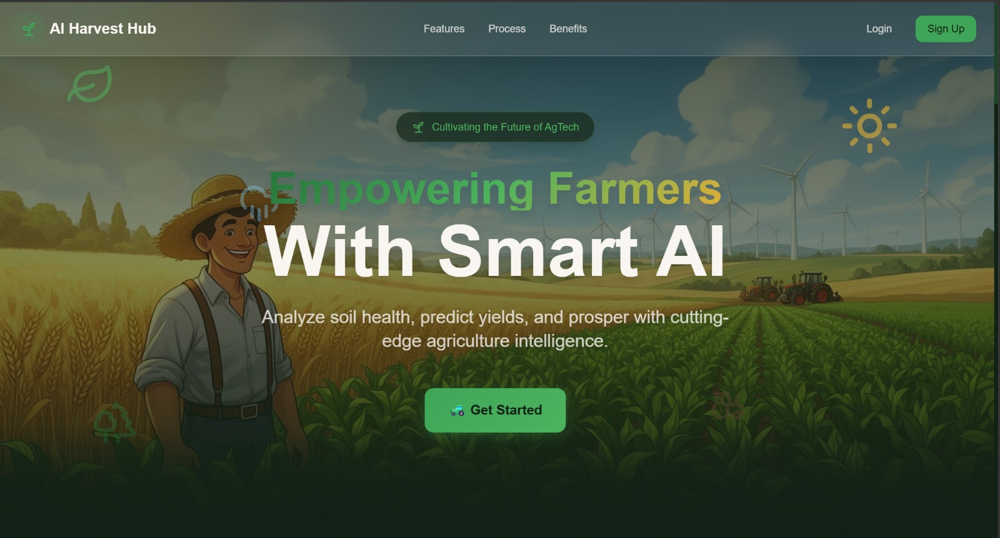 AI Harvest Hub
Features
Process
Benefits
Login
Sign Up
Cultivating the Future of AgTech
Empowering Farmers
With Smart AI
Analyze soil health, predict yields, and prosper with cutting-
edge agriculture intelligence.
Get Started